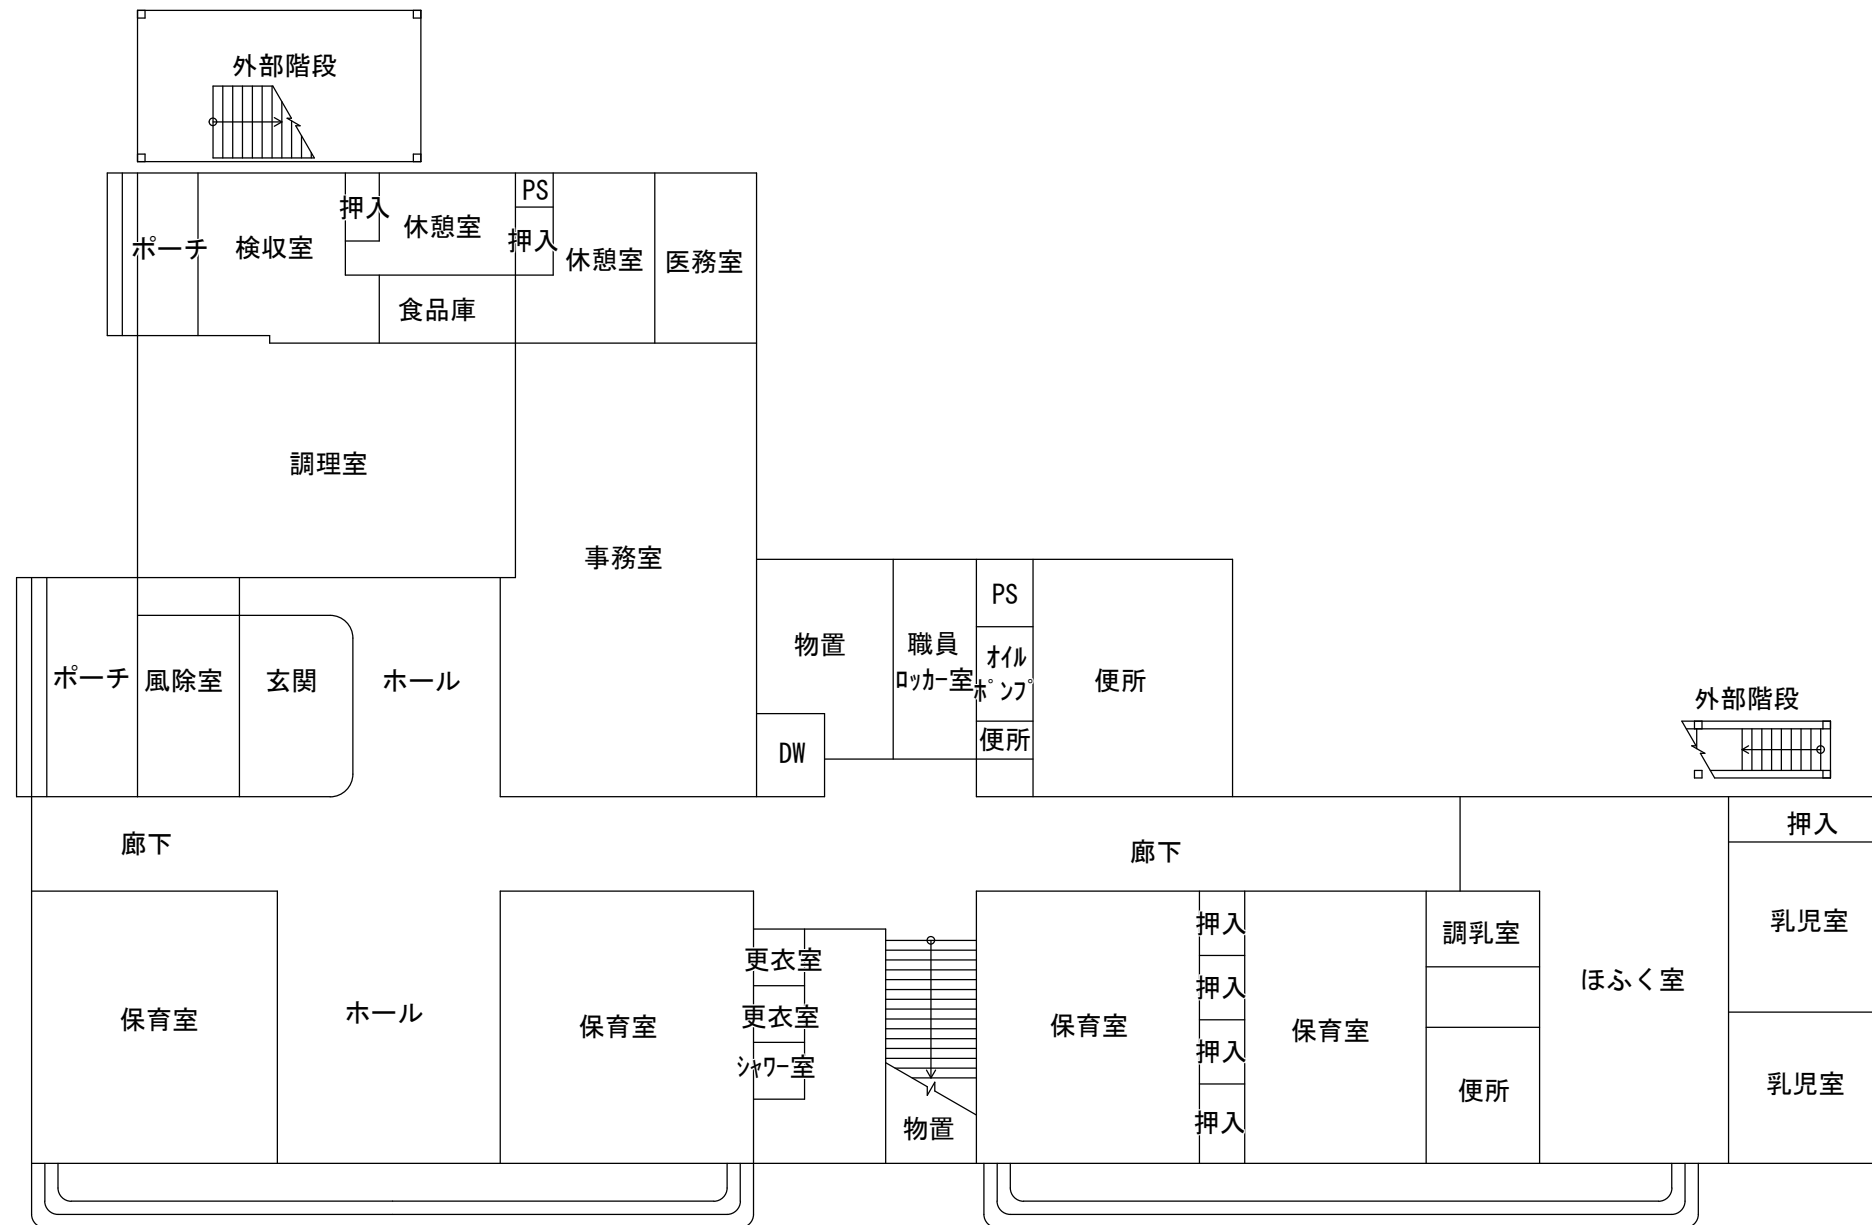 外部階段
PS
押入
休憩室
押入
ポーチ
検収室
休憩室
医務室
食品庫
調理室
事務室
PS
物置
職員
ロッカー室
オイル
ポンプ
ポーチ
風除室
玄関
ホール
便所
外部階段
便所
DW
押入
廊下
廊下
押入
調乳室
乳児室
更衣室
ほふく室
押入
保育室
ホール
保育室
更衣室
保育室
保育室
押入
シャワー室
便所
乳児室
物置
押入